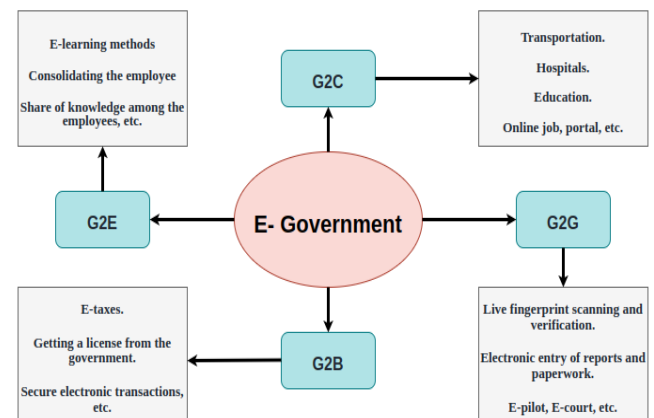 E-learning methods
Consolidating the employee
Share of knowledge among the
employees, etc.
G2C
Transportation.
Hospitals.
Education.
Online job, portal, etc.
G2E
E- Government
G2G
E-taxes.
Getting a license from the
government.
Secure electronic transactions,
etc.
G2B
Live fingerprint scanning and
verification.
Electronic entry of reports and
paperwork.
E-pilot, E-court, etc.